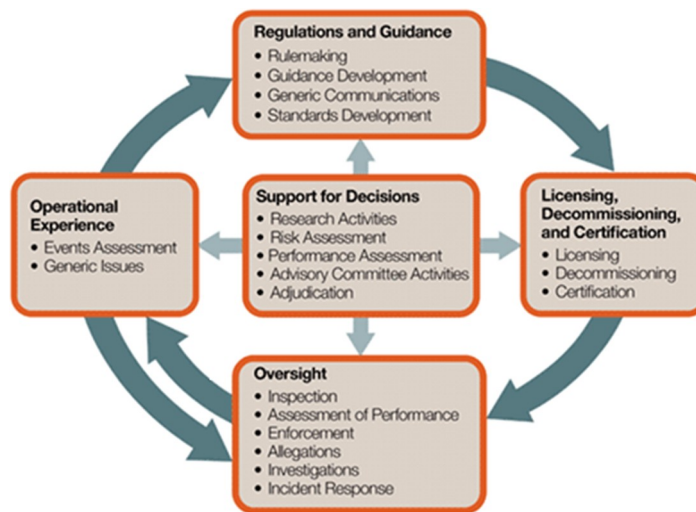 Regulations and Guidance
• Rulemaking
• Guidance Development
• Generic Communications
• Standards Development
Operational
Experience
• Events Assessment
• Generic Issues
Support for Decisions
• Research Activities
• Risk Assessment
• Performance Assessment
• Advisory Committee Activities
• Adjudication
Licensing,
Decommissioning,
and Certification
• Licensing
• Decommissioning
• Certification
Oversight
• Inspection
• Assessment of Performance
• Enforcement
• Allegations
• Investigations
• Incident Response